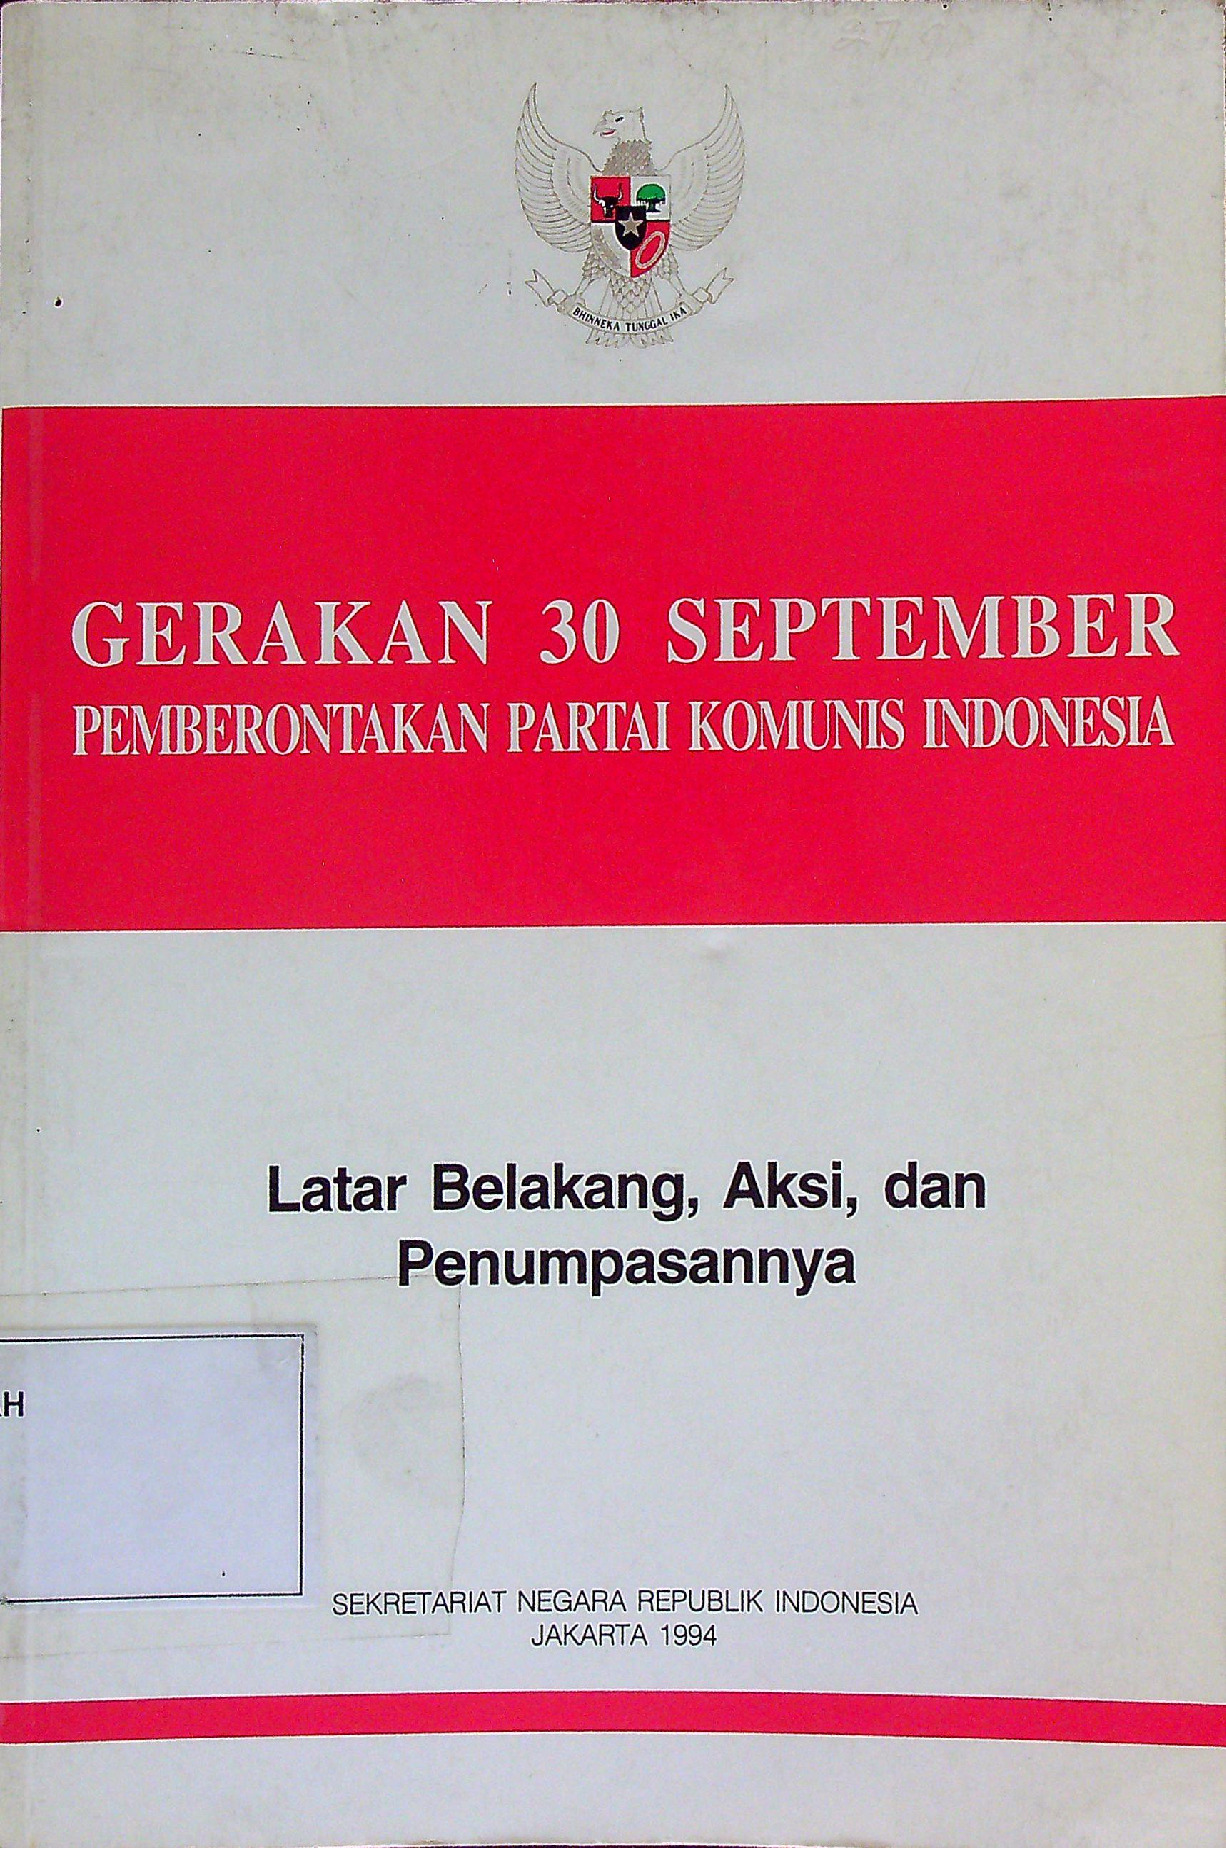 BHINNEKA TUNGGAL IKA
GERAKAN 30 SEPTEMBER
PEMBERONTAKAN PARTAI KOMUNIS INDONESIA
Latar Belakang, Aksi, dan
Penumpasannya
H
SEKRETARIAT NEGARA REPUBLIK INDONESIA
JAKARTA 1994